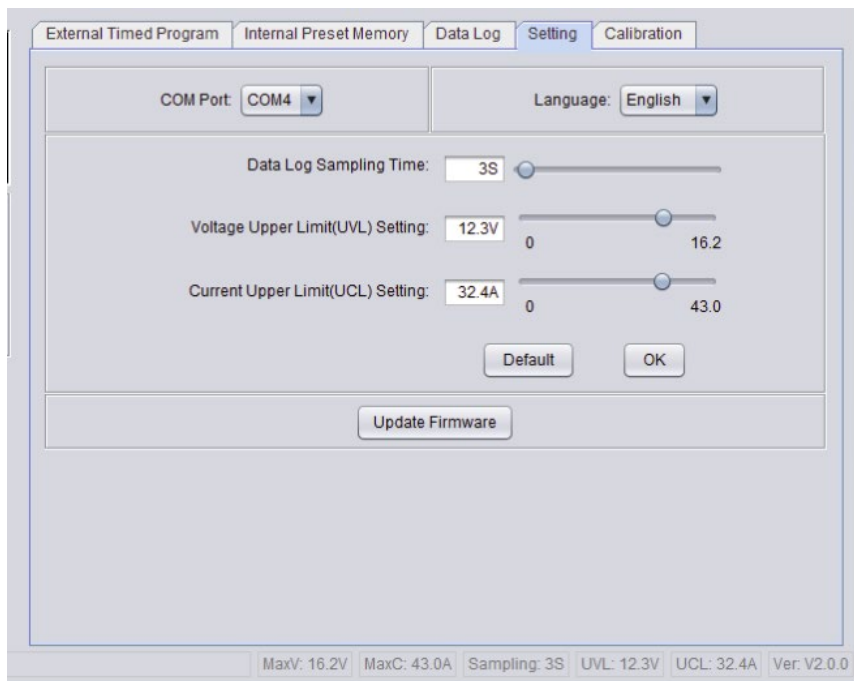 External Timed Program Internal Preset Memory Data Log Setting Calibration
COM Port: COM4 Language: English
Data Log Sampling Time: 3S
Voltage Upper Limit(UVL) Setting: 12.3V
0 16.2
Current Upper Limit(UCL) Setting: 32.4A
0 43.0
Default OK
Update Firmware
MaxV: 16.2V MaxC: 43.0A Sampling: 3S UVL: 12.3V UCL: 32.4A Ver: V2.0.0